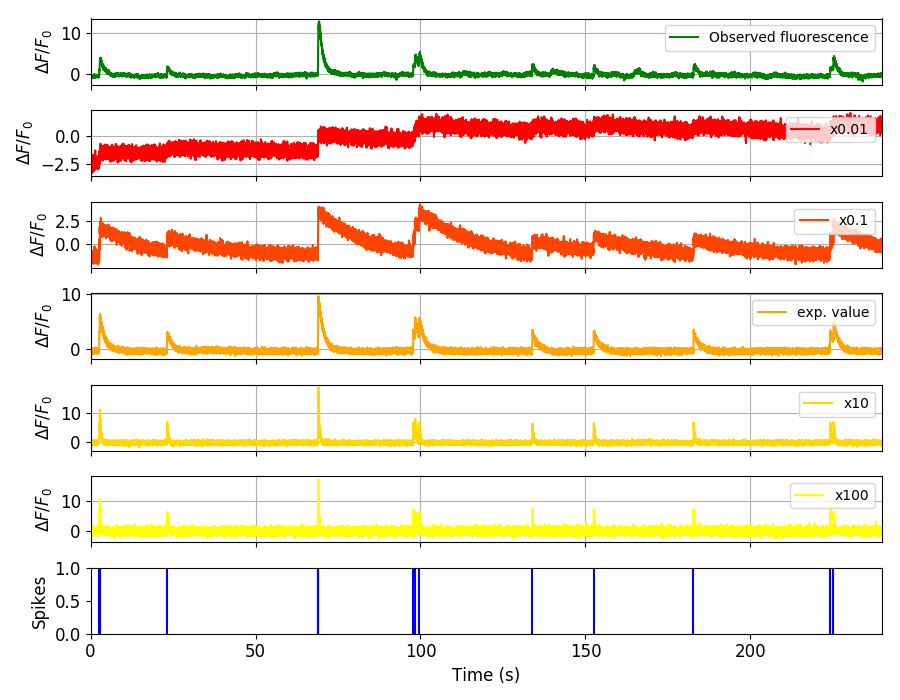 ΔF/F₀
10
0
Observed fluorescence
ΔF/F₀
0.0
−2.5
x0.01
ΔF/F₀
2.5
0.0
x0.1
ΔF/F₀
10
0
exp. value
ΔF/F₀
10
0
x10
ΔF/F₀
10
0
x100
Spikes
1.0
0.5
0.0
0 50 100 150 200
Time (s)